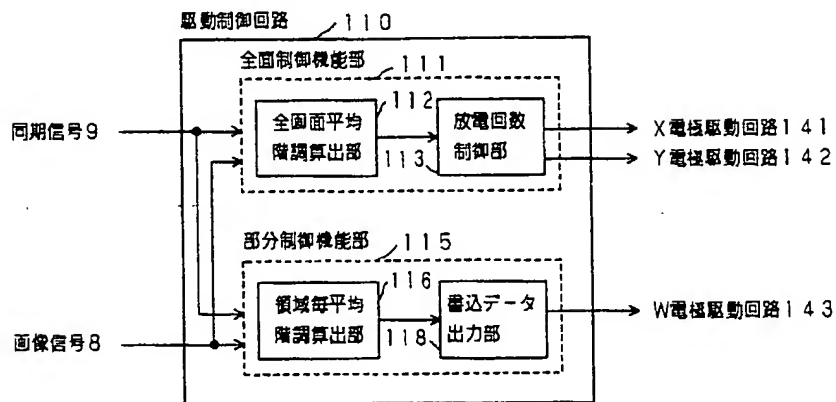 駆動制御回路 110
全面制御機能部 111
全画面平均
階調算出部
112
放電回数
制御部
113
同期信号9
X電極駆動回路141
Y電極駆動回路142
部分制御機能部 115
領域毎平均
階調算出部
116
書込データ
出力部
118
画像信号8
W電極駆動回路143